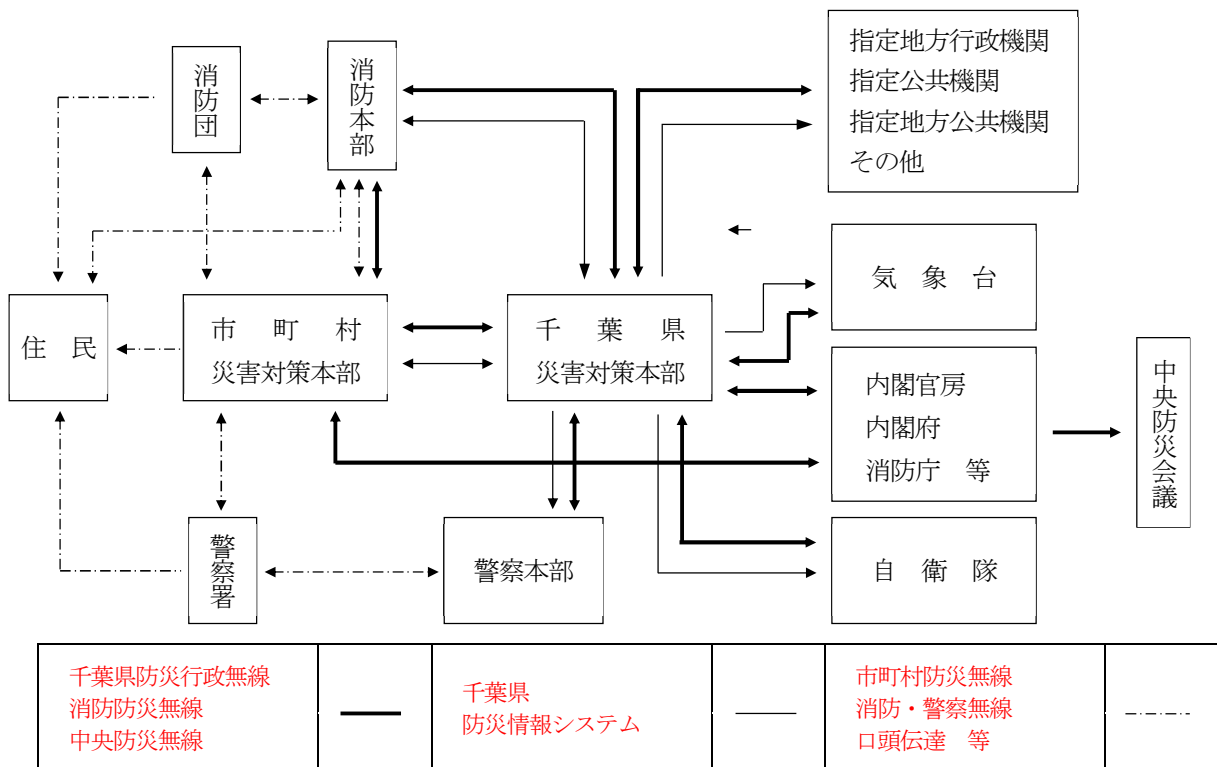 消防団
消防本部
指定地方行政機関
指定公共機関
指定地方公共機関
その他
気　象　台
住　民
市　町　村
災害対策本部
千　葉　県
災害対策本部
内閣官房
内閣府
消防庁　等
中央防災会議
警察署
警察本部
自　衛　隊
千葉県防災行政無線
消防防災無線
中央防災無線
千葉県
防災情報システム
市町村防災無線
消防・警察無線
口頭伝達　等